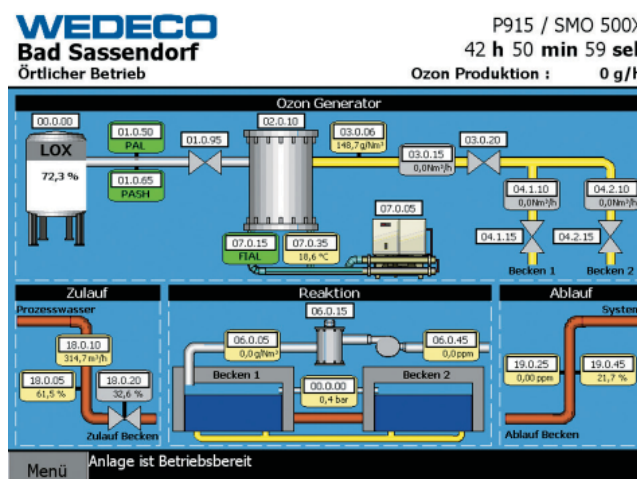 WEDECO
Bad Sassendorf
Örtlicher Betrieb
P915 / SMO 500X
42 h 50 min 59 sek
Ozon Produktion : 0 g/h
Ozon Generator
00.0.00
LOX
72,3 %
01.0.50
PAL
01.0.65
PASH
01.0.95
02.0.10
03.0.06
148,7g/Nm³
03.0.15
0,0Nm³/h
03.0.20
04.1.10
0,0Nm³/h
04.2.10
0,0Nm³/h
04.1.15
04.2.15
Becken 1
Becken 2
07.0.05
07.0.15
FIAL
07.0.35
18,6 °C
Zulauf
Prozesswasser
18.0.10
314,7m³/h
18.0.05
61,5 %
18.0.20
32,6 %
Zulauf Becken
Reaktion
06.0.15
06.0.05
0,0g/Nm³
06.0.45
0,0ppm
Becken 1
00.0.00
0,4 bar
Becken 2
Ablauf
System
19.0.25
0,00 ppm
19.0.45
21,7 %
Ablauf Becken
Menü
Anlage ist Betriebsbereit